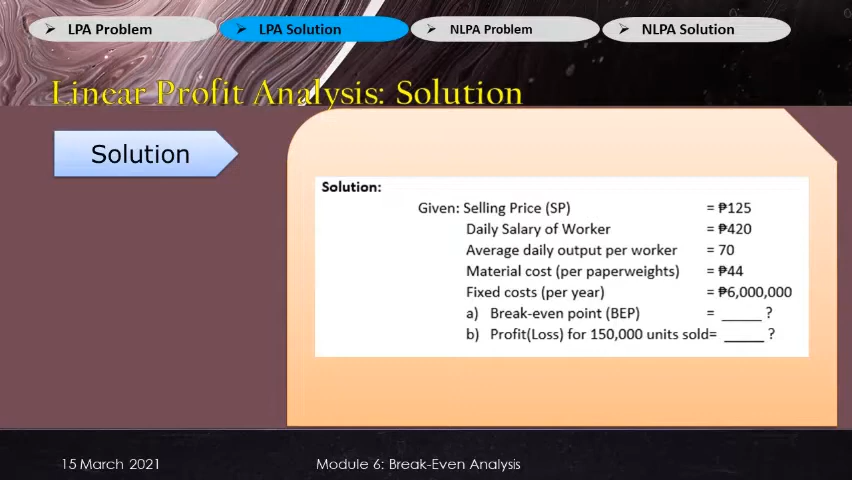 LPA Problem
LPA Solution
NLPA Problem
NLPA Solution
Linear Profit Analysis: Solution
Solution
Solution:
Given: Selling Price (SP) = ₱125
Daily Salary of Worker = ₱420
Average daily output per worker = 70
Material cost (per paperweights) = ₱44
Fixed costs (per year) = ₱6,000,000
a) Break-even point (BEP) = _____ ?
b) Profit(Loss) for 150,000 units sold= _____ ?
15 March 2021
Module 6: Break-Even Analysis